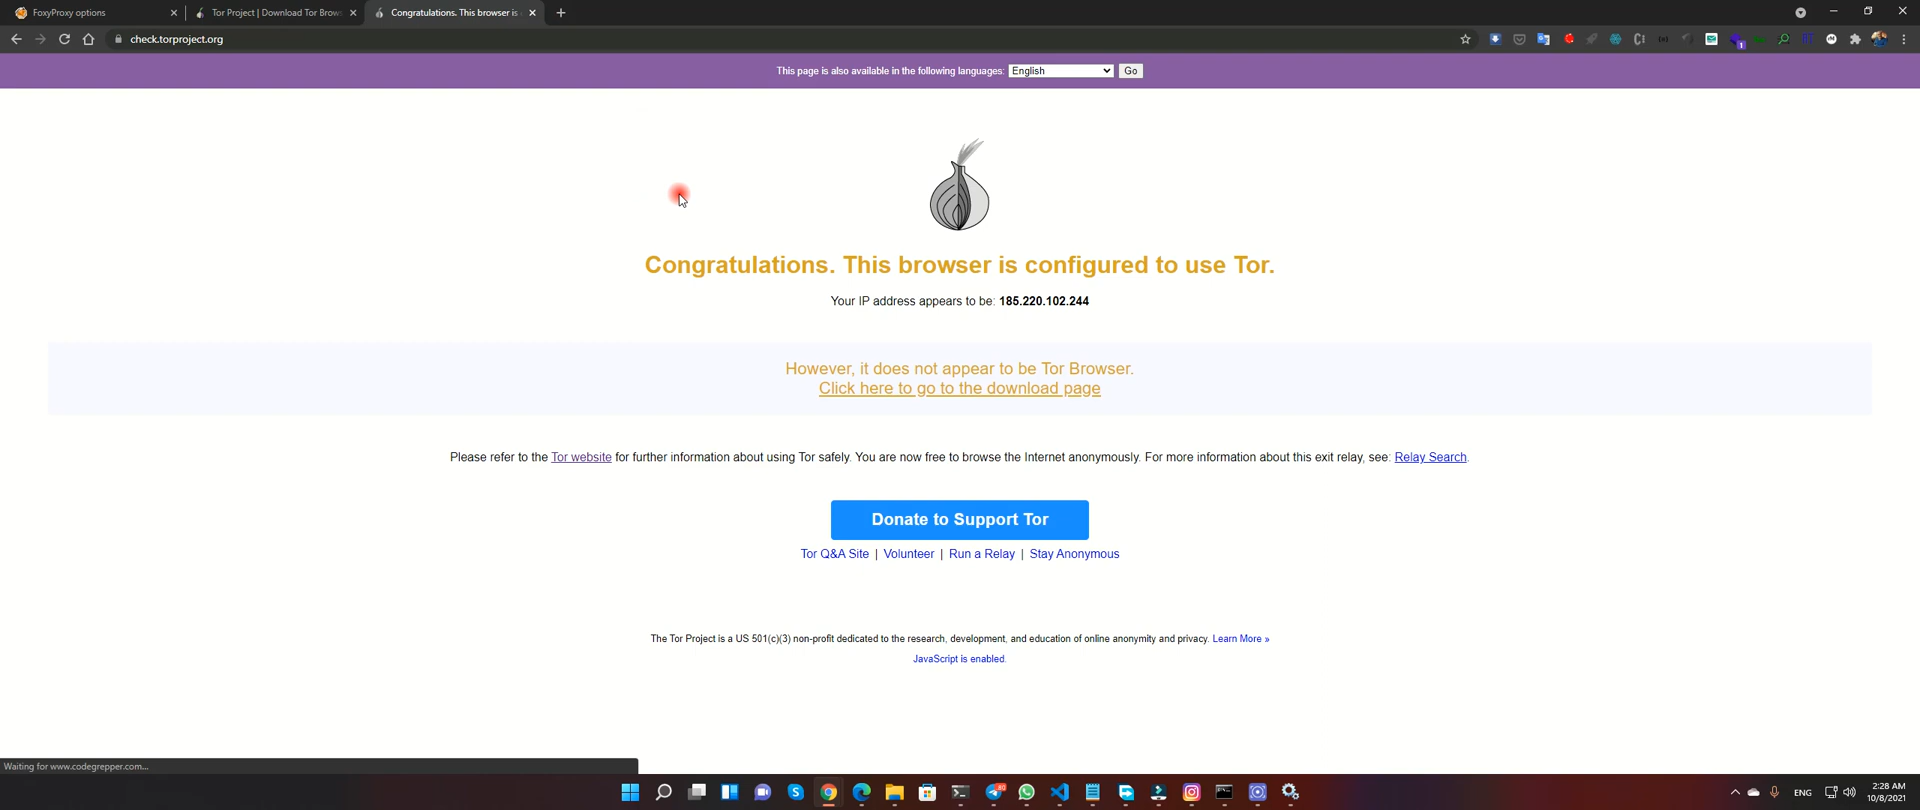 FoxyProxy options
Tor Project | Download Tor Brows
Congratulations. This browser is
check.torproject.org
This page is also available in the following languages: English Go
Congratulations. This browser is configured to use Tor.
Your IP address appears to be: 185.220.102.244
However, it does not appear to be Tor Browser.
Click here to go to the download page
Please refer to the Tor website for further information about using Tor safely. You are now free to browse the Internet anonymously. For more information about this exit relay, see: Relay Search.
Donate to Support Tor
Tor Q&A Site | Volunteer | Run a Relay | Stay Anonymous
The Tor Project is a US 501(c)(3) non-profit dedicated to the research, development, and education of online anonymity and privacy. Learn More »
JavaScript is enabled.
Waiting for www.codegrepper.com...
ENG
2:28 AM
10/8/2021